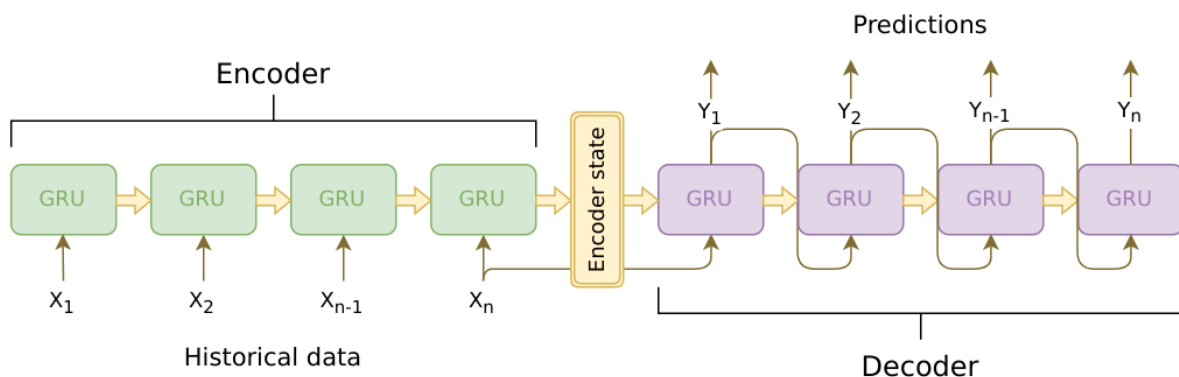 Predictions
Encoder
Y1 Y2 Yn-1 Yn
GRU GRU GRU GRU Encoder state GRU GRU GRU GRU
X1 X2 Xn-1 Xn
Historical data
Decoder